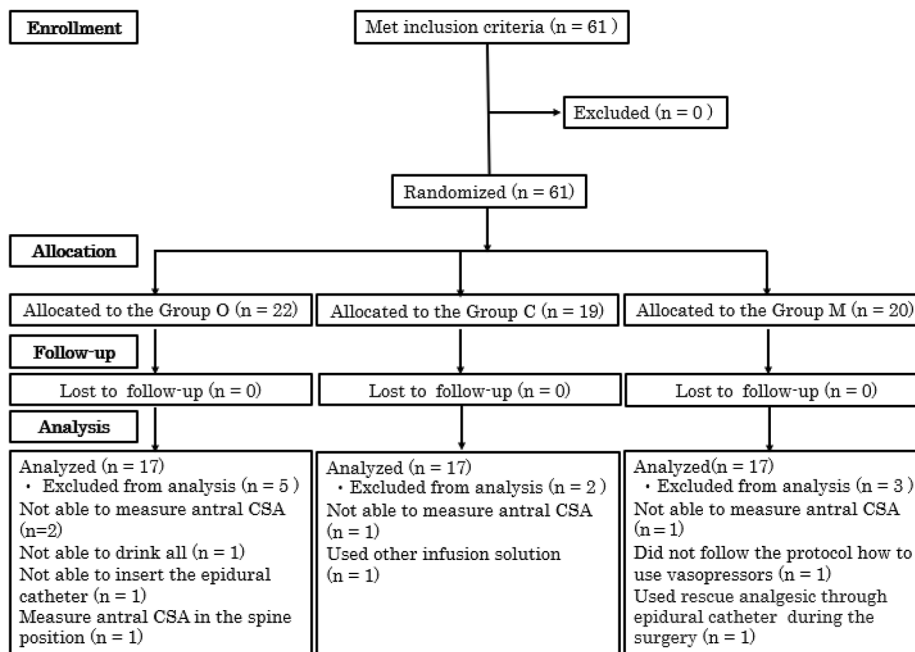 Enrollment
Met inclusion criteria (n = 61 )
Excluded (n = 0 )
Randomized (n = 61)
Allocation
Allocated to the Group O (n = 22)
Allocated to the Group C (n = 19)
Allocated to the Group M (n = 20)
Follow-up
Lost to follow-up (n = 0)
Lost to follow-up (n = 0)
Lost to follow-up (n = 0)
Analysis
Analyzed (n = 17)
・ Excluded from analysis (n = 5 )
Not able to measure antral CSA
(n=2)
Not able to drink all (n = 1)
Not able to insert the epidural
catheter (n = 1)
Measure antral CSA in the spine
position (n = 1)
Analyzed (n = 17)
・Excluded from analysis (n = 2 )
Not able to measure antral CSA
(n = 1)
Used other infusion solution
(n = 1)
Analyzed(n = 17)
・Excluded from analysis (n = 3 )
Not able to measure antral CSA
(n = 1)
Did not follow the protocol how to
use vasopressors (n = 1)
Used rescue analgesic through
epidural catheter during the
surgery (n = 1)